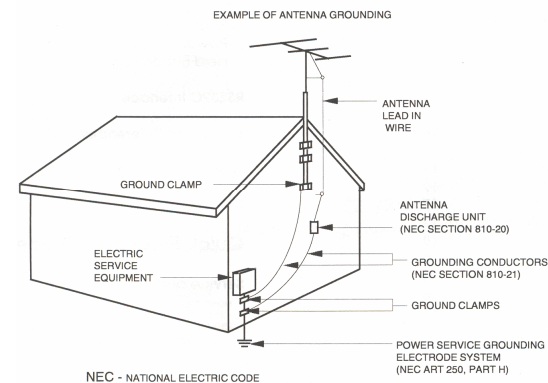 EXAMPLE OF ANTENNA GROUNDING
ANTENNA
LEAD IN
WIRE
GROUND CLAMP
ANTENNA
DISCHARGE UNIT
(NEC SECTION 810-20)
ELECTRIC
SERVICE
EQUIPMENT
GROUNDING CONDUCTORS
(NEC SECTION 810-21)
GROUND CLAMPS
POWER SERVICE GROUNDING
ELECTRODE SYSTEM
(NEC ART 250, PART H)
NEC - NATIONAL ELECTRIC CODE